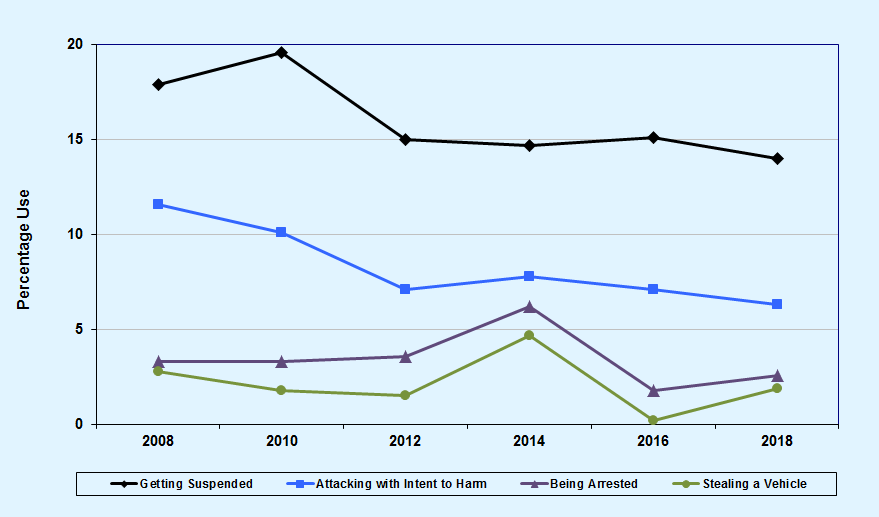 20
15
10
5
0
Percentage Use
2008 2010 2012 2014 2016 2018
Getting Suspended Attacking with Intent to Harm Being Arrested Stealing a Vehicle